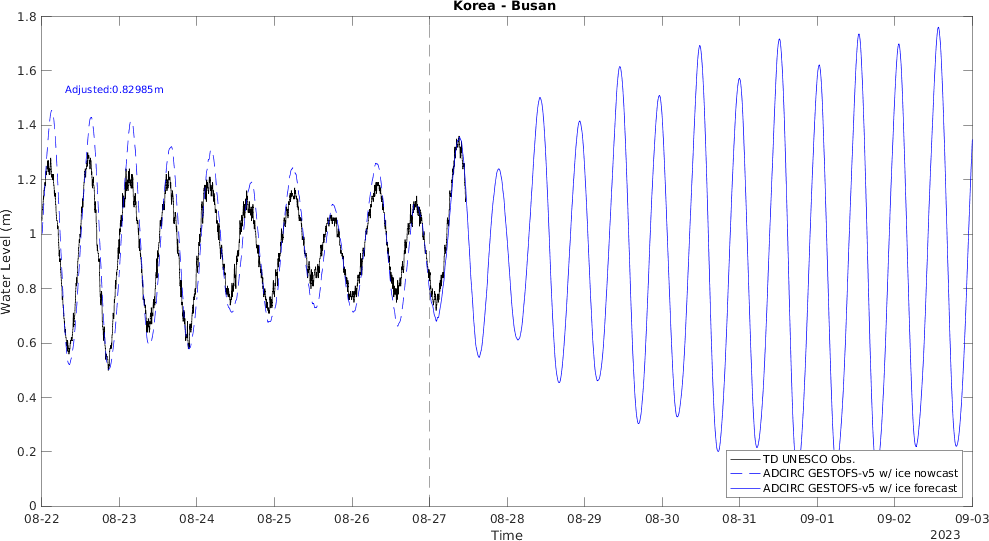 Korea - Busan
1.8
1.6
1.4
1.2
1
0.8
0.6
0.4
0.2
0
Water Level (m)
Adjusted:0.82985m
TD UNESCO Obs.
ADCIRC GESTOFS-v5 w/ ice nowcast
ADCIRC GESTOFS-v5 w/ ice forecast
08-22 08-23 08-24 08-25 08-26 08-27 08-28 08-29 08-30 08-31 09-01 09-02 09-03
Time
2023